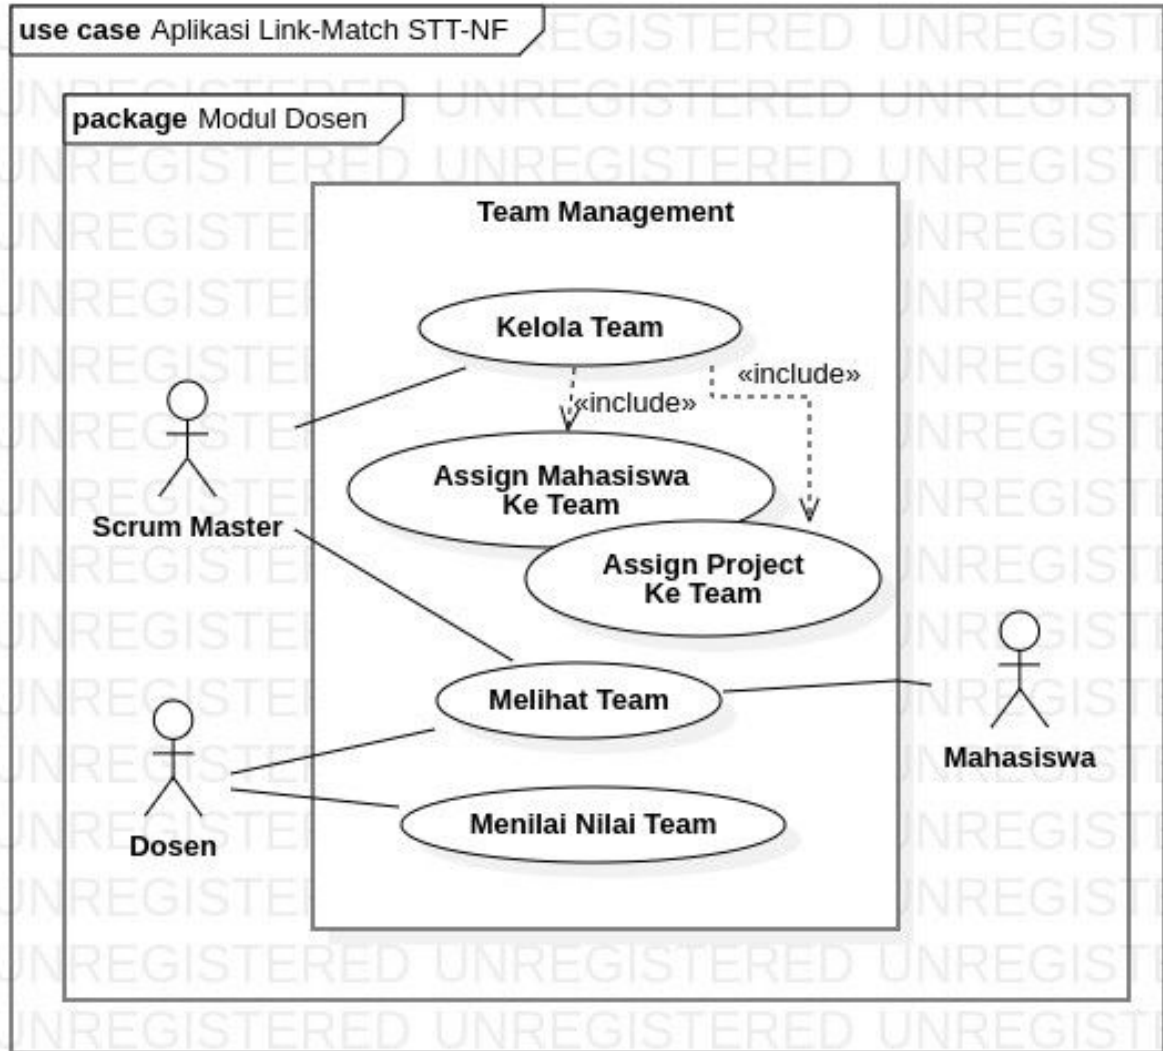 use case Aplikasi Link-Match STT-NF
package Modul Dosen
Team Management
Kelola Team
«include»
«include»
Assign Mahasiswa
Ke Team
Assign Project
Ke Team
Scrum Master
Melihat Team
Mahasiswa
Menilai Nilai Team
Dosen
UNREGISTERED UNREGISTERED